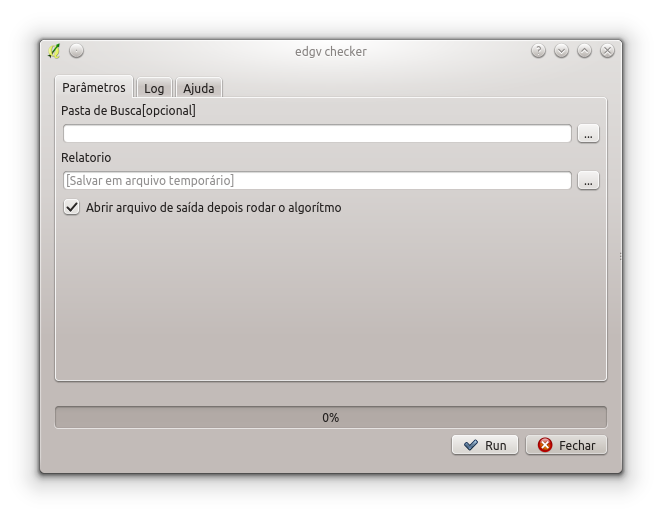 edgv checker
Parâmetros Log Ajuda
Pasta de Busca[opcional]
...
Relatorio
[Salvar em arquivo temporário] ...
Abrir arquivo de saída depois rodar o algorítmo
0%
Run Fechar